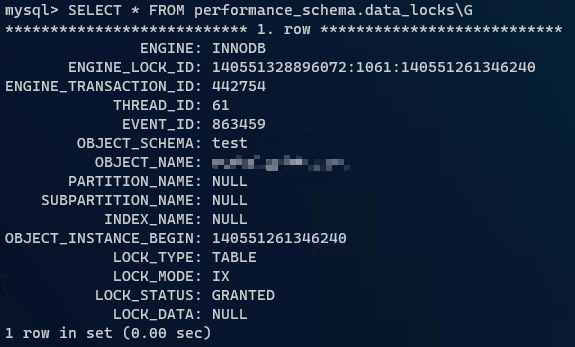 mysql> SELECT * FROM performance_schema.data_locks\G
*************************** 1. row ***************************
ENGINE: INNODB
ENGINE_LOCK_ID: 140551328896072:1061:140551261346240
ENGINE_TRANSACTION_ID: 442754
THREAD_ID: 61
EVENT_ID: 863459
OBJECT_SCHEMA: test
OBJECT_NAME:
PARTITION_NAME: NULL
SUBPARTITION_NAME: NULL
INDEX_NAME: NULL
OBJECT_INSTANCE_BEGIN: 140551261346240
LOCK_TYPE: TABLE
LOCK_MODE: IX
LOCK_STATUS: GRANTED
LOCK_DATA: NULL
1 row in set (0.00 sec)